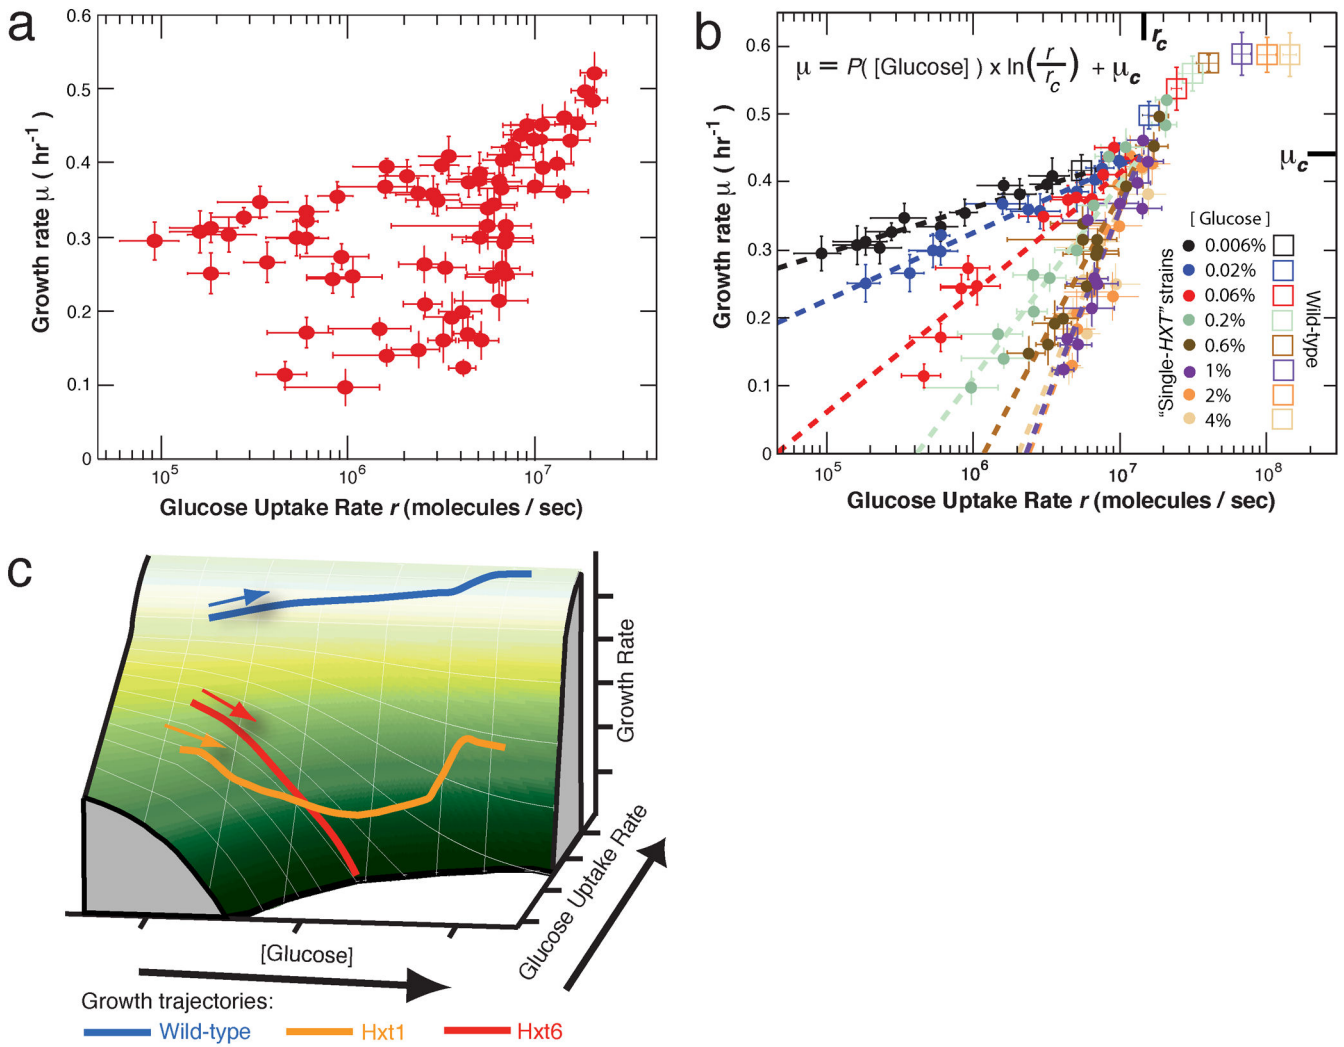 a
0.6
0.5
0.4
0.3
0.2
0.1
0
Growth rate μ ( hr⁻¹ )
10⁵
10⁶
10⁷
Glucose Uptake Rate r (molecules / sec)
b
0.6
0.5
0.4
0.3
0.2
0.1
0
Growth rate μ ( hr⁻¹ )
μ = P( [Glucose] ) x ln(r/r_c) + μ_c
r_c
μ_c
[ Glucose ]
0.006%
0.02%
0.06%
0.2%
0.6%
1%
2%
4%
"Single-HXT" strains
Wild-type
10⁵
10⁶
10⁷
10⁸
Glucose Uptake Rate r (molecules / sec)
c
Growth Rate
Glucose Uptake Rate
[Glucose]
Growth trajectories:
Wild-type
Hxt1
Hxt6